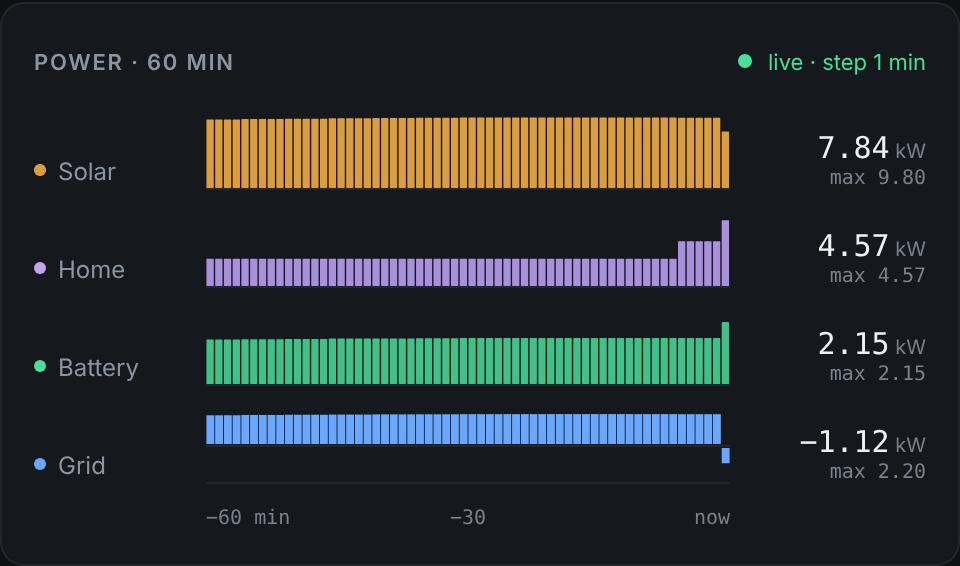 POWER · 60 MIN
live · step 1 min
Solar
7.84 kW
max 9.80
Home
4.57 kW
max 4.57
Battery
2.15 kW
max 2.15
Grid
−1.12 kW
max 2.20
−60 min
−30
now